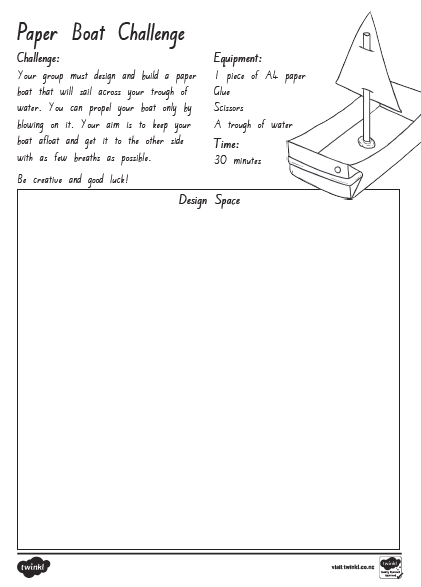 Paper Boat Challenge
Challenge:
Your group must design and build a paper
boat that will sail across your trough of
water. You can propel your boat only by
blowing on it. Your aim is to keep your
boat afloat and get it to the other side
with as few breaths as possible.
Be creative and good luck!
Equipment:
1 piece of A4 paper
Glue
Scissors
A trough of water
Time:
30 minutes
Design Space
twinkl
visit twinkl.co.nz
twinkl